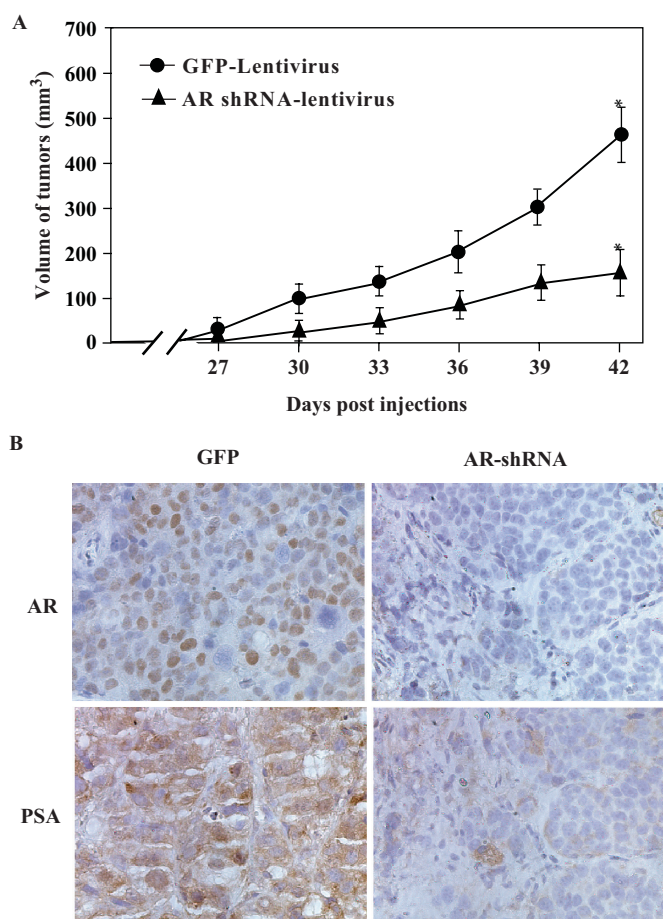 A
700
600
500
400
300
200
100
0
Volume of tumors (mm³)
GFP-Lentivirus
AR shRNA-lentivirus
*
*
27 30 33 36 39 42
Days post injections
B
GFP AR-shRNA
AR
PSA